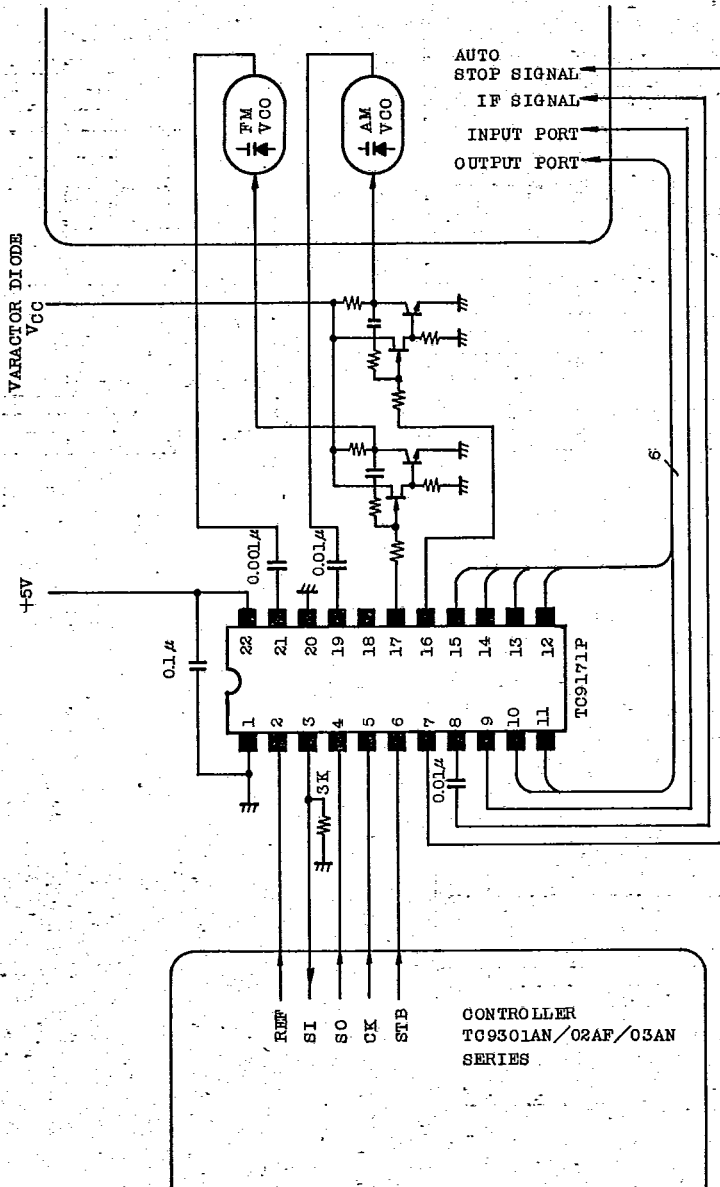 AUTO
STOP SIGNAL
IF SIGNAL
INPUT PORT
OUTPUT PORT
FM
VCO
AM
VCO
VARACTOR DIODE
VCC
6
0.001μ
0.01μ
+5V
0.1μ
22
21
20
19
18
17
16
15
14
13
12
TC9171P
1
2
3
4
5
6
7
8
9
10
11
3K
0.01μ
REF
SI
SO
CK
STB
CONTROLLER
TC9301AN/02AF/03AN
SERIES